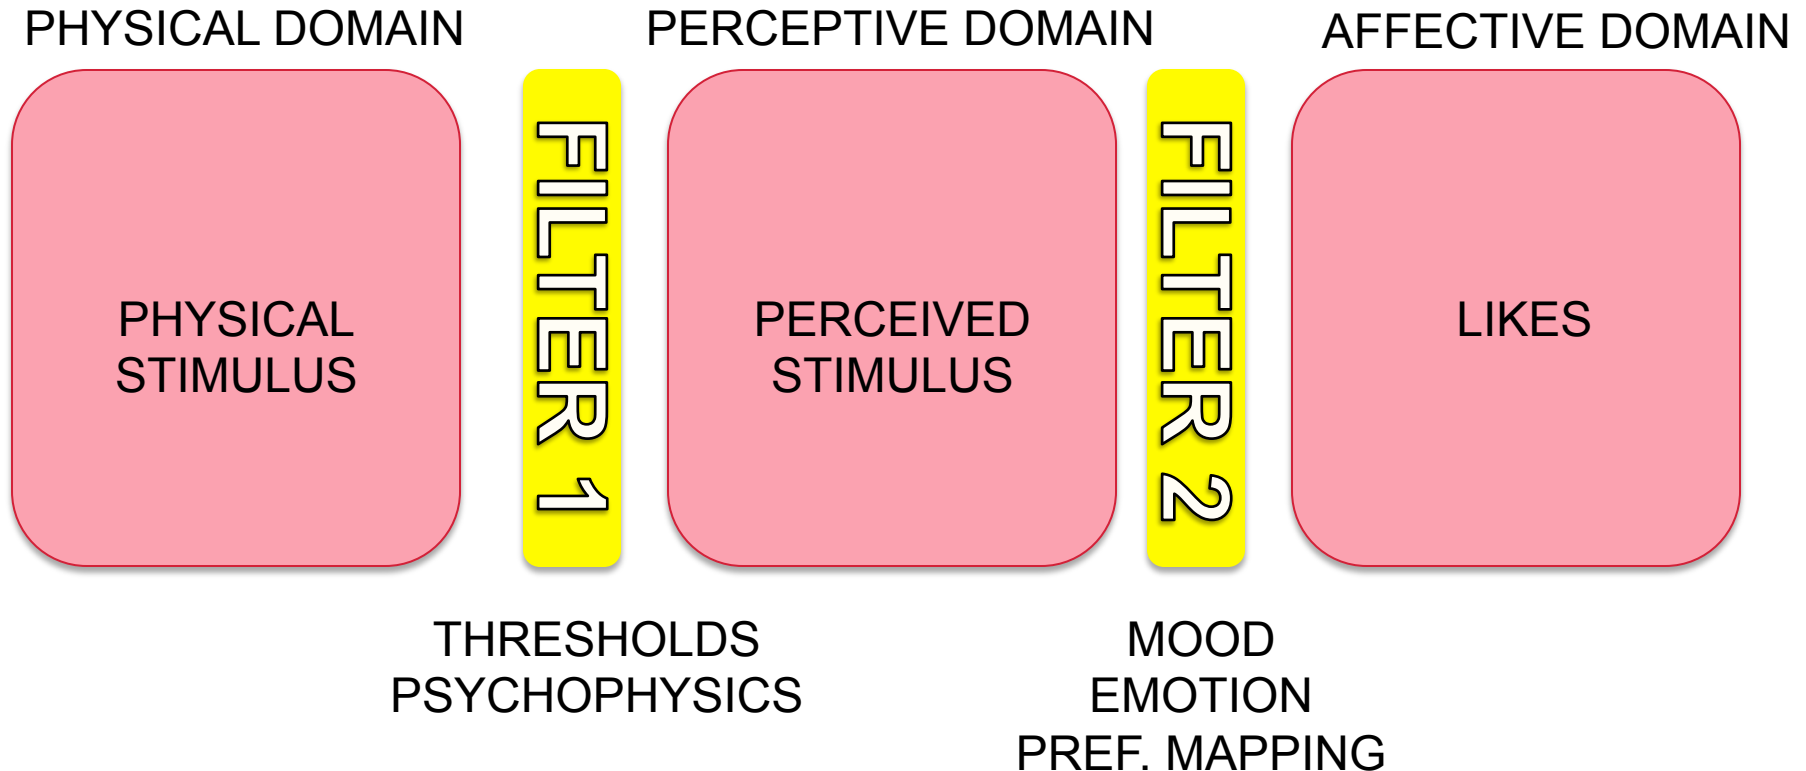 PHYSICAL DOMAIN
PERCEPTIVE DOMAIN
AFFECTIVE DOMAIN
PHYSICAL
STIMULUS
FILTER 1
PERCEIVED
STIMULUS
FILTER 2
LIKES
THRESHOLDS
PSYCHOPHYSICS
MOOD
EMOTION
PREF. MAPPING